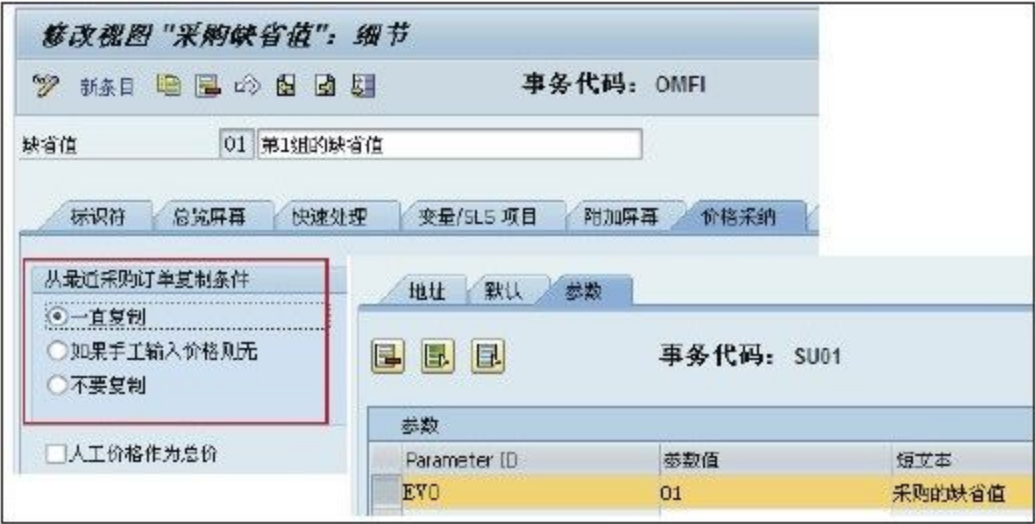 修改视图 "采购缺省值": 细节
新条目
事务代码: OMFI
缺省值 01 第1组的缺省值
标识符 总览屏幕 快速处理 变量/SLS 项目 附加屏幕 价格采纳
从最近采购订单复制条件
一直复制
如果手工输入价格则无
不要复制
人工价格作为总价
地址 默认 参数
事务代码: SU01
参数
Parameter ID 参数值 短文本
EVO 01 采购的缺省值